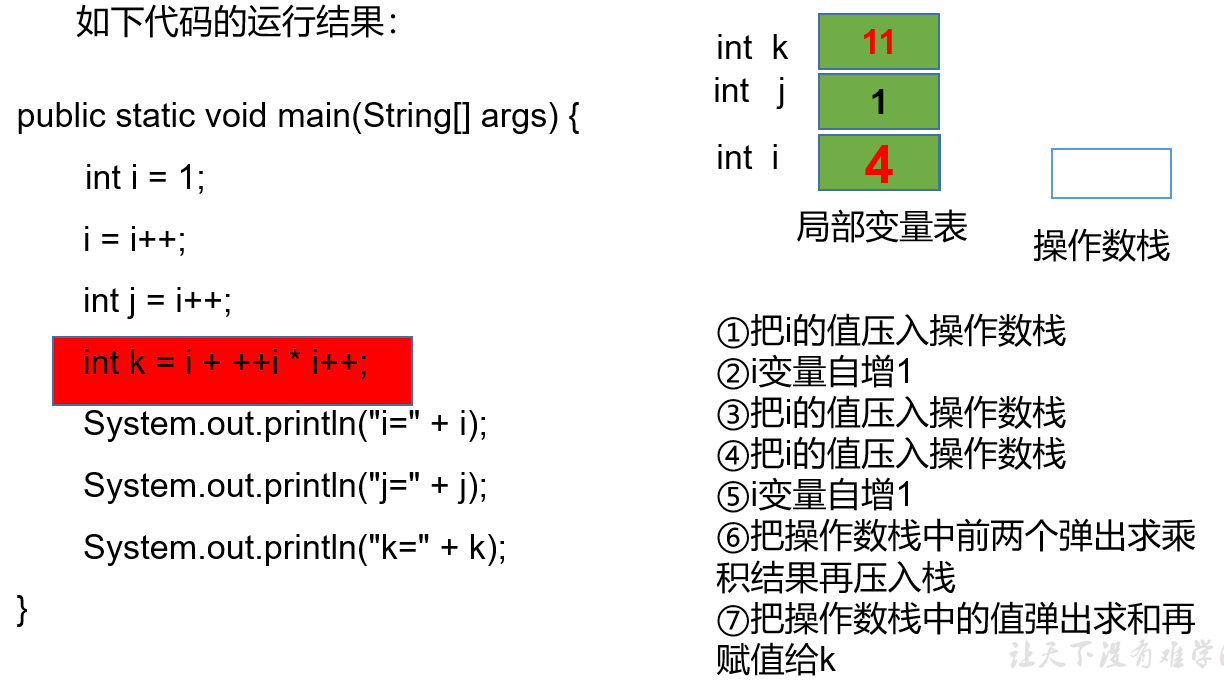 如下代码的运行结果：
public static void main(String[] args) {
int i = 1;
i = i++;
int j = i++;
int k = i + ++i * i++;
System.out.println("i=" + i);
System.out.println("j=" + j);
System.out.println("k=" + k);
}
int k 11
int j 1
int i 4
局部变量表
操作数栈
①把i的值压入操作数栈
②i变量自增1
③把i的值压入操作数栈
④把i的值压入操作数栈
⑤i变量自增1
⑥把操作数栈中前两个弹出求乘
积结果再压入栈
⑦把操作数栈中的值弹出求和再
赋值给k
让天下没有难学